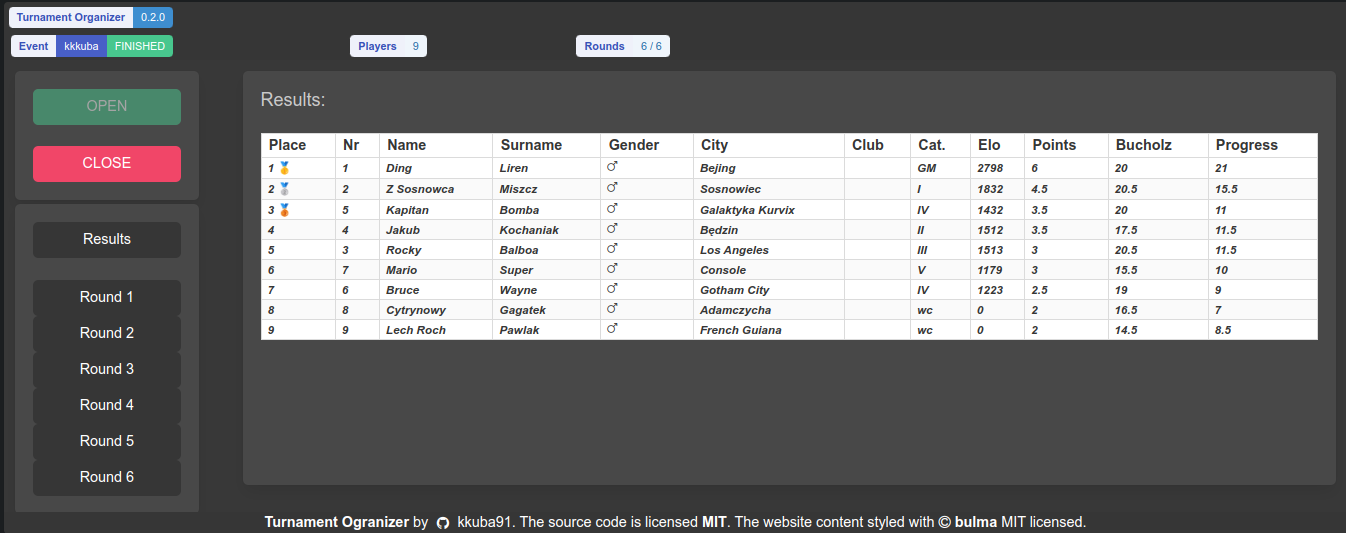 Turnament Organizer 0.2.0
Event kkkuba FINISHED Players 9 Rounds 6 / 6
OPEN
CLOSE
Results
Round 1
Round 2
Round 3
Round 4
Round 5
Round 6
Results:
Place Nr Name Surname Gender City Club Cat. Elo Points Bucholz Progress
1 🥇 1 Ding Liren ♂ Bejing GM 2798 6 20 21
2 🥈 2 Z Sosnowca Miszcz ♂ Sosnowiec I 1832 4.5 20.5 15.5
3 🥉 5 Kapitan Bomba ♂ Galaktyka Kurvix IV 1432 3.5 20 11
4 4 Jakub Kochaniak ♂ Będzin II 1512 3.5 17.5 11.5
5 3 Rocky Balboa ♂ Los Angeles III 1513 3 20.5 11.5
6 7 Mario Super ♂ Console V 1179 3 15.5 10
7 6 Bruce Wayne ♂ Gotham City IV 1223 2.5 19 9
8 8 Cytrynowy Gagatek ♂ Adamczycha wc 0 2 16.5 7
9 9 Lech Roch Pawlak ♂ French Guiana wc 0 2 14.5 8.5
Turnament Ogranizer by kkuba91. The source code is licensed MIT. The website content styled with © bulma MIT licensed.